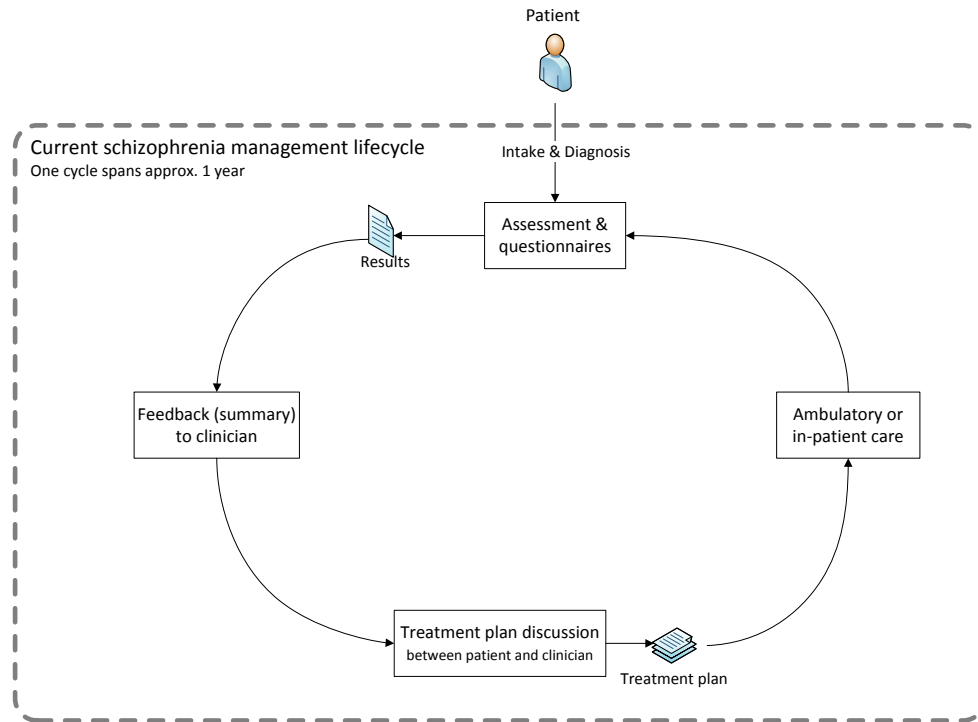 Patient
Current schizophrenia management lifecycle
One cycle spans approx. 1 year
Intake & Diagnosis
Assessment &
questionnaires
Results
Feedback (summary)
to clinician
Ambulatory or
in-patient care
Treatment plan discussion
between patient and clinician
Treatment plan